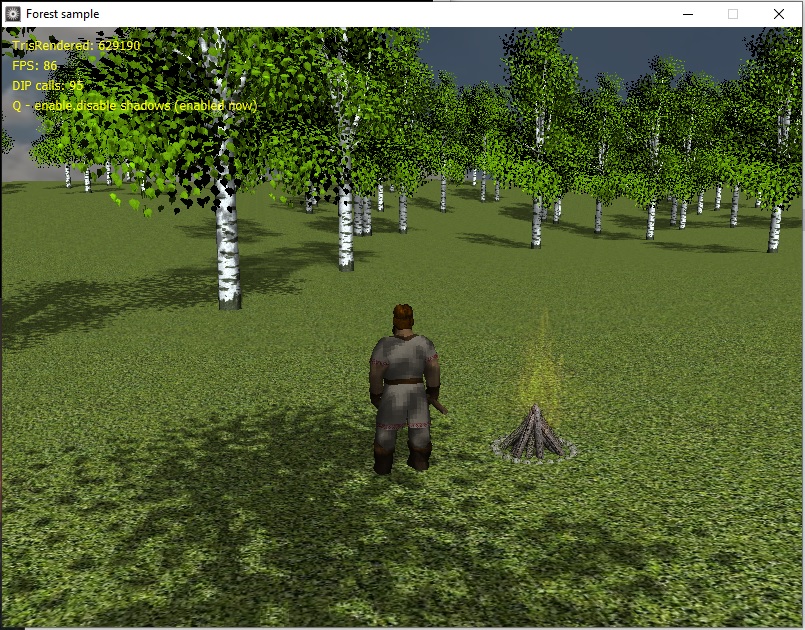 Forest sample
TrisRendered: 629190
FPS: 86
DIP calls: 95
Q - enable,disable shadows (enabled now)